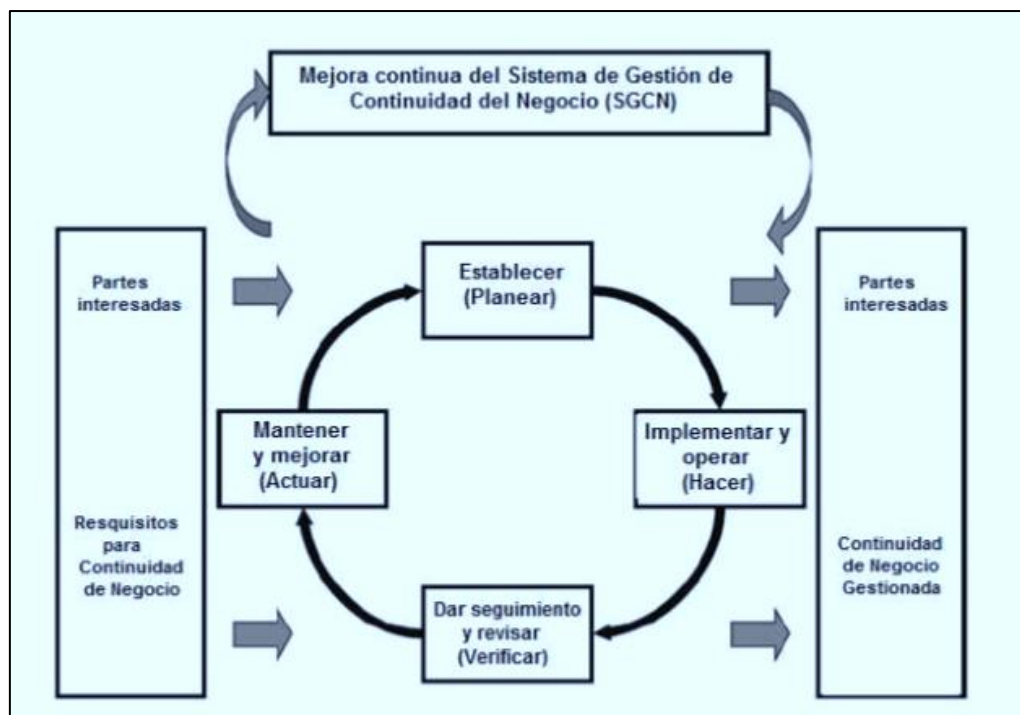 Mejora continua del Sistema de Gestión de
Continuidad del Negocio (SGCN)
Partes
interesadas
Resquisitos
para
Continuidad
de Negocio
Establecer
(Planear)
Mantener
y mejorar
(Actuar)
Implementar y
operar
(Hacer)
Dar seguimiento
y revisar
(Verificar)
Partes
interesadas
Continuidad
de Negocio
Gestionada